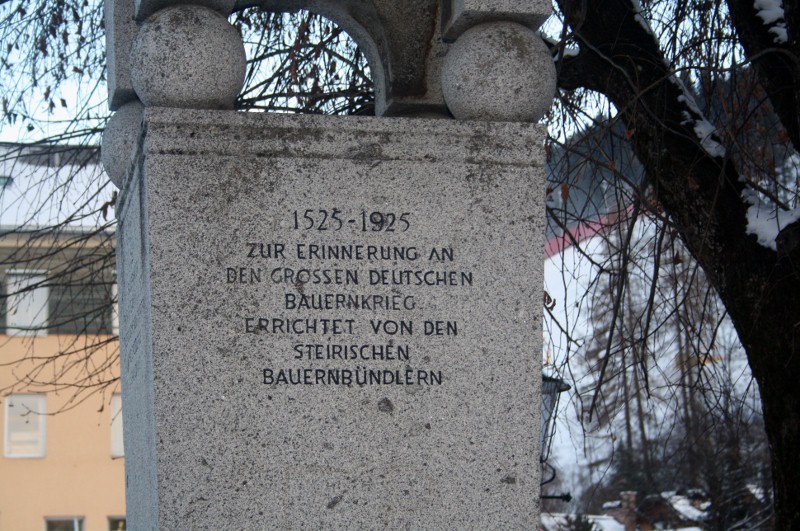 1525-1925
ZUR ERINNERUNG AN
DEN GROSSEN DEUTSCHEN
BAUERNKRIEG
ERRICHTET VON DEN
STEIRISCHEN
BAUERNBÜNDLERN